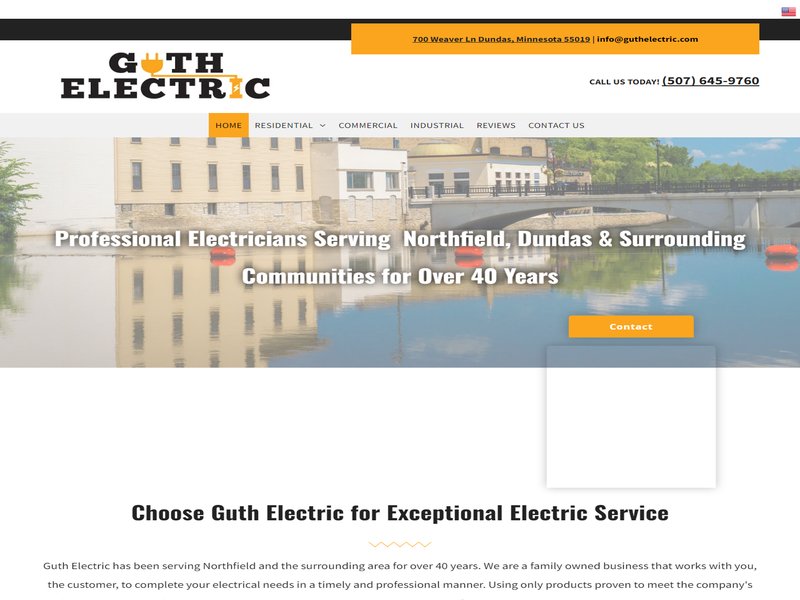 700 Weaver Ln Dundas, Minnesota 55019 | info@guthelectric.com
GUTH
ELECTRIC
CALL US TODAY! (507) 645-9760
HOME RESIDENTIAL COMMERCIAL INDUSTRIAL REVIEWS CONTACT US
Professional Electricians Serving Northfield, Dundas & Surrounding
Communities for Over 40 Years
Contact
Choose Guth Electric for Exceptional Electric Service
Guth Electric has been serving Northfield and the surrounding area for over 40 years. We are a family owned business that works with you,
the customer, to complete your electrical needs in a timely and professional manner. Using only products proven to meet the company's